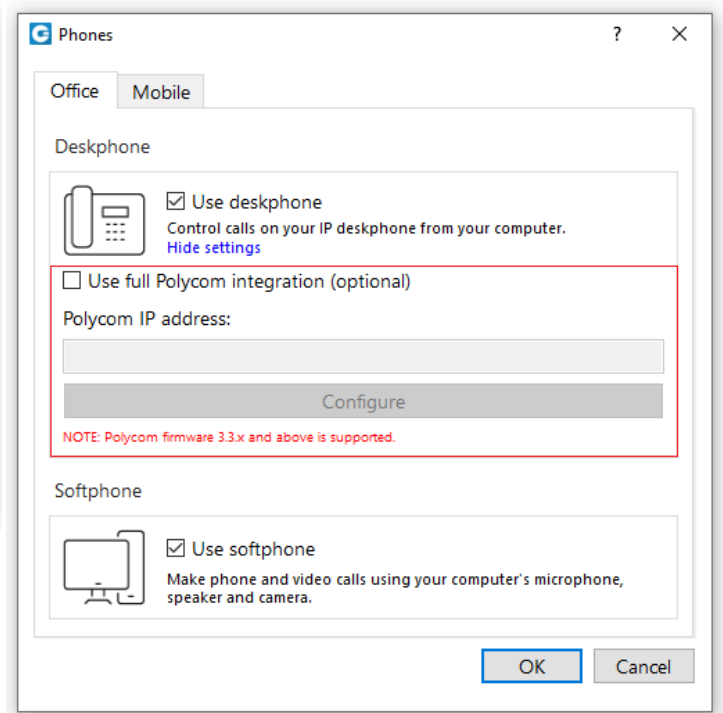 Phones
Office Mobile
Deskphone
Use deskphone
Control calls on your IP deskphone from your computer.
Hide settings
Use full Polycom integration (optional)
Polycom IP address:
Configure
NOTE: Polycom firmware 3.3.x and above is supported.
Softphone
Use softphone
Make phone and video calls using your computer's microphone,
speaker and camera.
OK Cancel